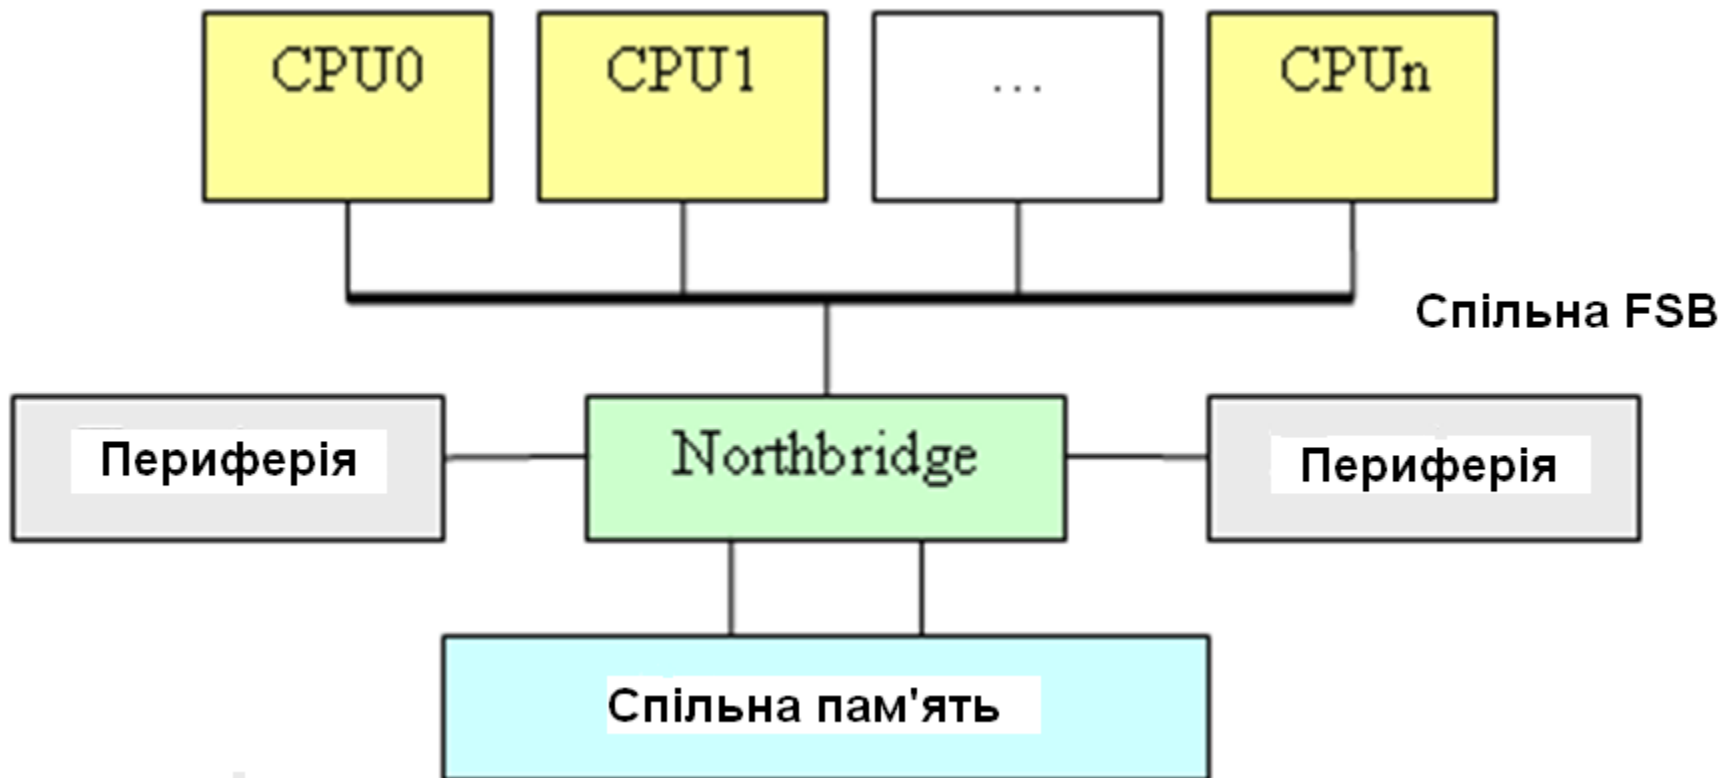 CPU0
CPU1
...
CPUn
Спільна FSB
Периферія
Northbridge
Периферія
Спільна пам'ять